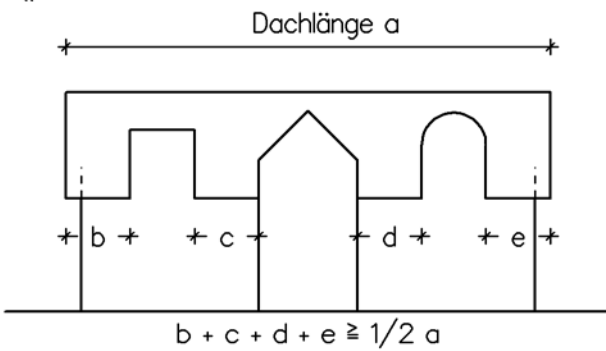 Dachlänge a
b c d e
b + c + d + e ≧ 1/2 a